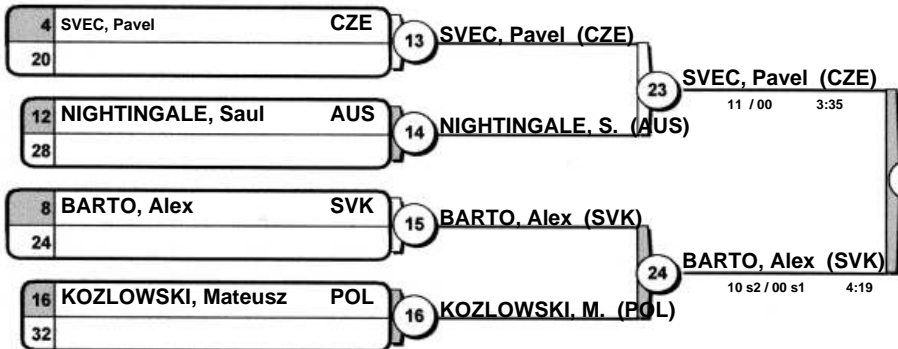 4 SVEC, Pavel CZE
20
13 SVEC, Pavel (CZE)
12 NIGHTINGALE, Saul AUS
28
14 NIGHTINGALE, S. (AUS)
23 SVEC, Pavel (CZE)
11 / 00 3:35
8 BARTO, Alex SVK
24
15 BARTO, Alex (SVK)
16 KOZLOWSKI, Mateusz POL
32
16 KOZLOWSKI, M. (POL)
24 BARTO, Alex (SVK)
10 s2 / 00 s1 4:19